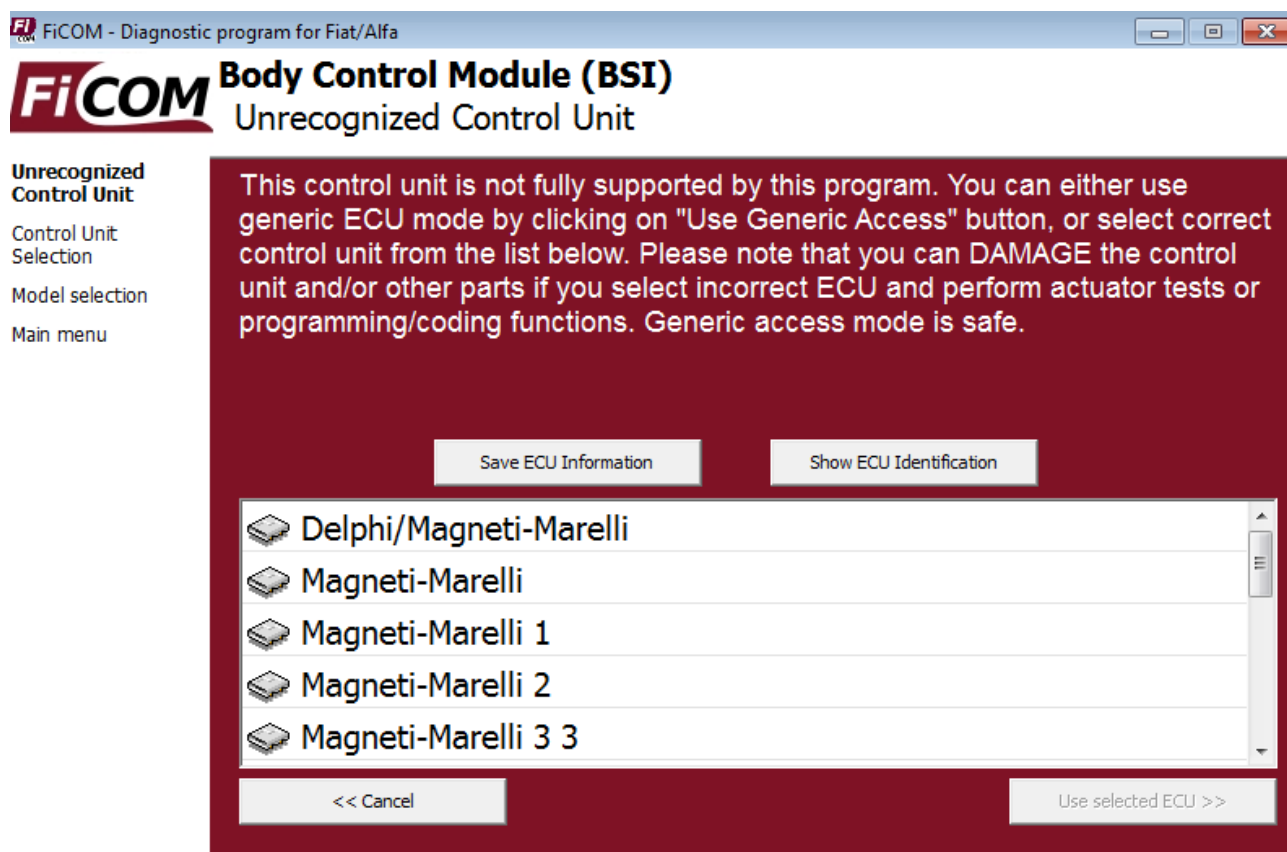 Fi
COM
FiCOM - Diagnostic program for Fiat/Alfa
FiCOM
Body Control Module (BSI)
Unrecognized Control Unit
Unrecognized
Control Unit
Control Unit
Selection
Model selection
Main menu
This control unit is not fully supported by this program. You can either use
generic ECU mode by clicking on "Use Generic Access" button, or select correct
control unit from the list below. Please note that you can DAMAGE the control
unit and/or other parts if you select incorrect ECU and perform actuator tests or
programming/coding functions. Generic access mode is safe.
Save ECU Information
Show ECU Identification
Delphi/Magneti-Marelli
Magneti-Marelli
Magneti-Marelli 1
Magneti-Marelli 2
Magneti-Marelli 3 3
<< Cancel
Use selected ECU >>